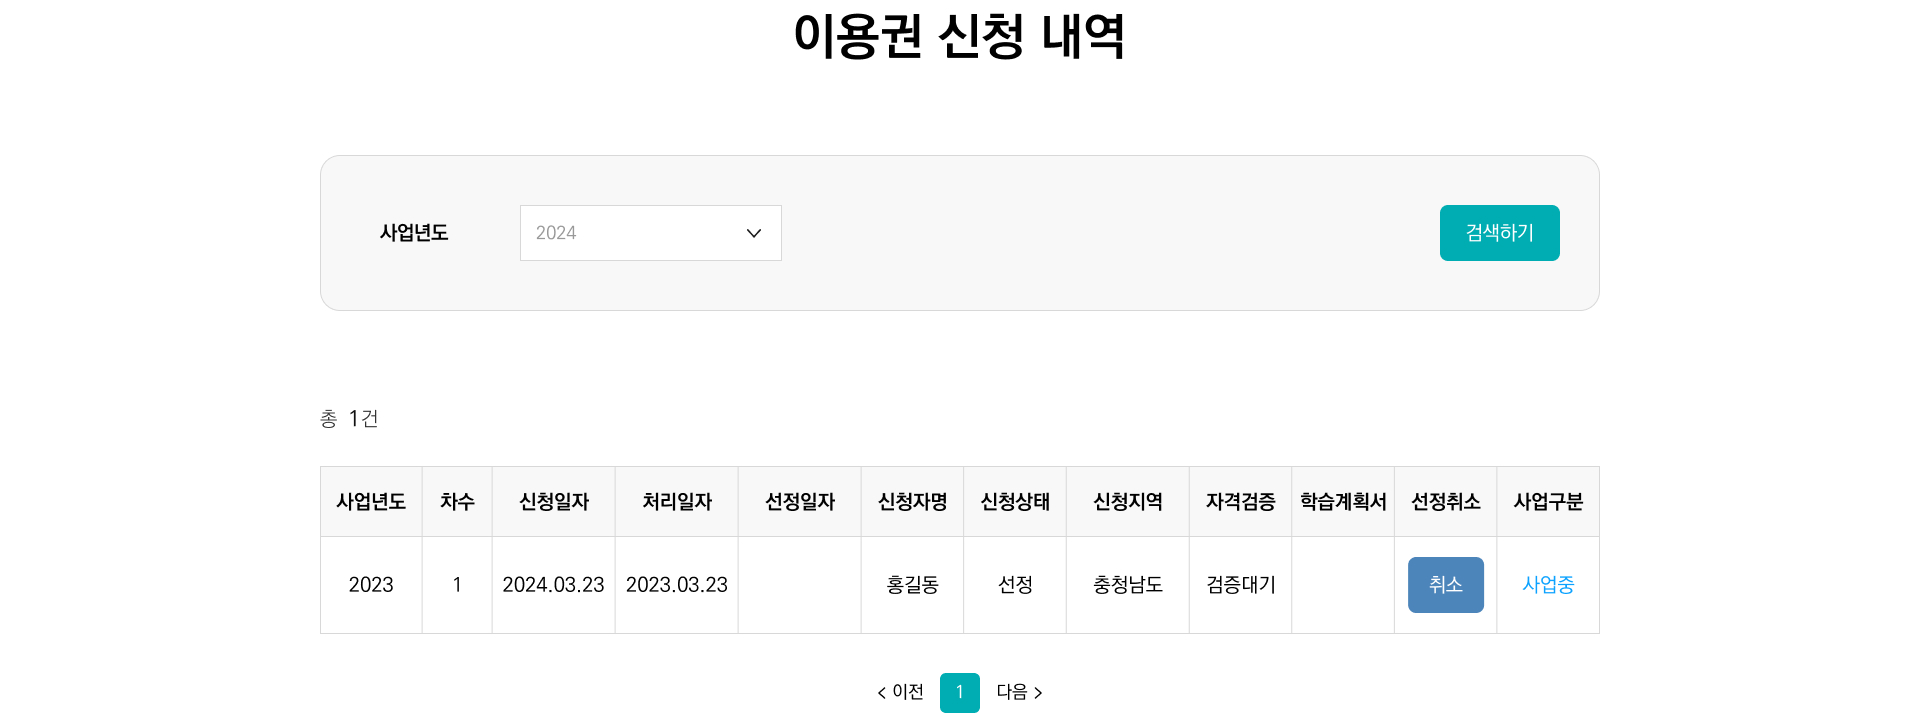 이용권 신청 내역
사업년도 2024 검색하기
총 1건
사업년도 차수 신청일자 처리일자 선정일자 신청자명 신청상태 신청지역 자격검증 학습계획서 선정취소 사업구분
2023 1 2024.03.23 2023.03.23 홍길동 선정 충청남도 검증대기 취소 사업중
< 이전 1 다음 >